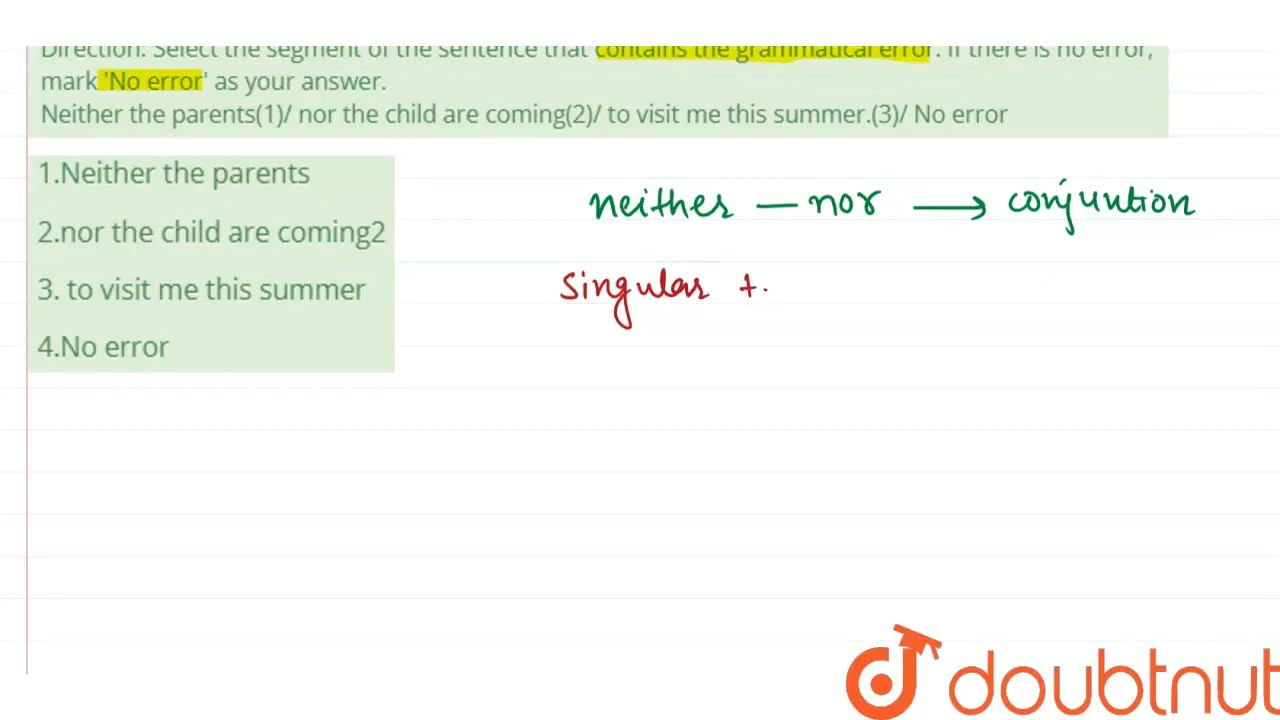 Direction: Select the segment of the sentence that contains the grammatical error. If there is no error,
mark 'No error' as your answer.
Neither the parents(1)/ nor the child are coming(2)/ to visit me this summer.(3)/ No error
1.Neither the parents
2.nor the child are coming2
3. to visit me this summer
4.No error
neither — nor → conjuntion
singular +
doubtnut